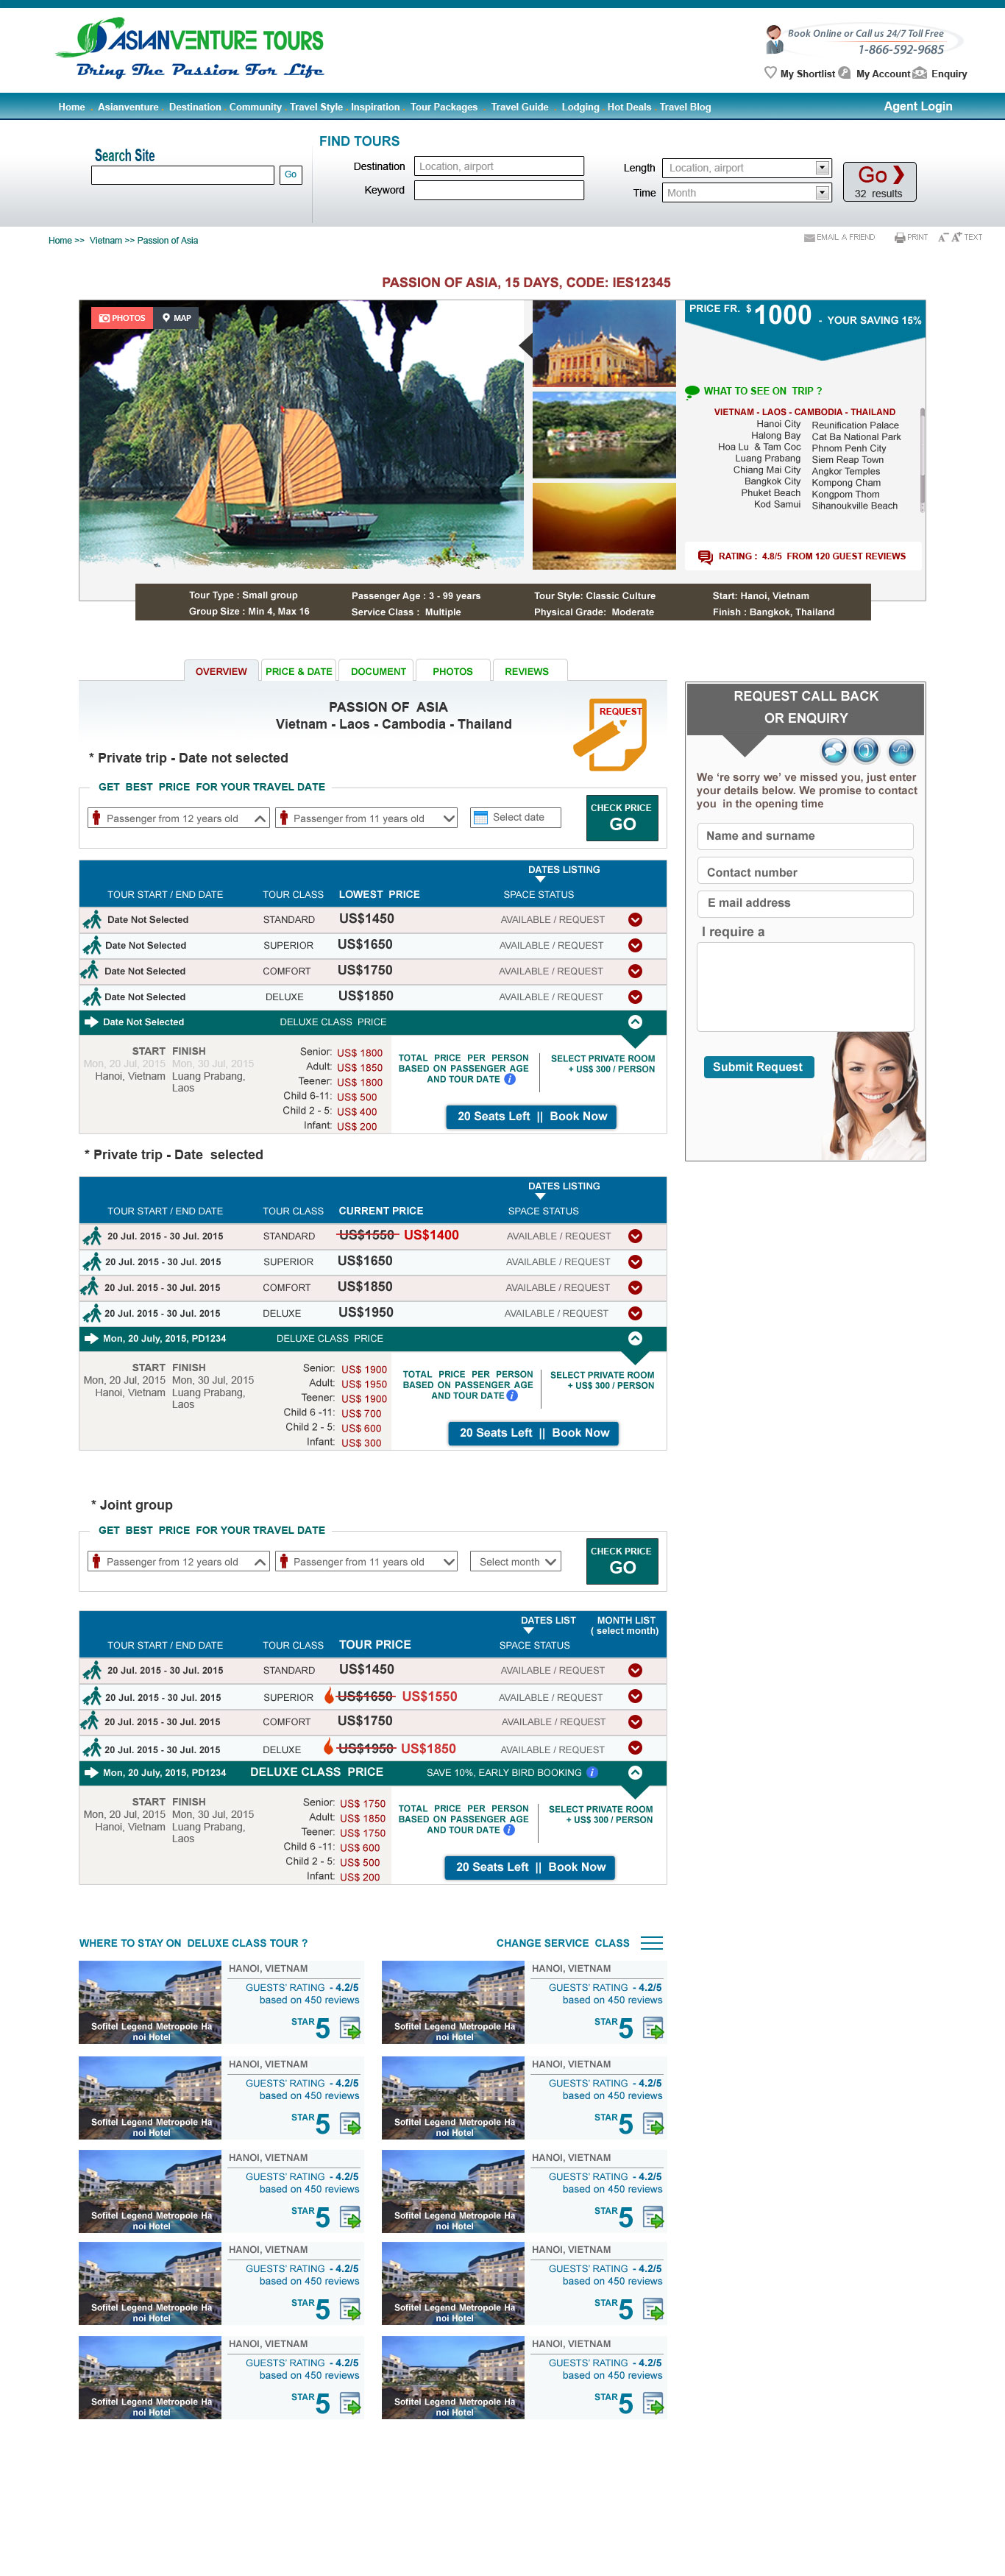 ASIANVENTURE TOURS
Bring The Passion For Life
Book Online or Call us 24/7 Toll Free
1-866-592-9685
My Shortlist My Account Enquiry
Home Asianventure Destination Community Travel Style Inspiration Tour Packages Travel Guide Lodging Hot Deals Travel Blog Agent Login
Search Site
Go
FIND TOURS
Destination Location, airport
Keyword
Length Location, airport
Time Month
Go
32 results
Home >> Vietnam >> Passion of Asia
EMAIL A FRIEND PRINT A- A+ TEXT
PASSION OF ASIA, 15 DAYS, CODE: IES12345
PHOTOS MAP
PRICE FR. $ 1000 - YOUR SAVING 15%
WHAT TO SEE ON TRIP ?
VIETNAM - LAOS - CAMBODIA - THAILAND
Hanoi City Reunification Palace
Halong Bay Cat Ba National Park
Hoa Lu & Tam Coc Phnom Penh City
Luang Prabang Siem Reap Town
Chiang Mai City Angkor Temples
Bangkok City Kompong Cham
Phuket Beach Kongpom Thom
Kod Samui Sihanoukville Beach
RATING : 4.8/5 FROM 120 GUEST REVIEWS
Tour Type : Small group Passenger Age : 3 - 99 years Tour Style: Classic Culture Start: Hanoi, Vietnam
Group Size : Min 4, Max 16 Service Class : Multiple Physical Grade: Moderate Finish : Bangkok, Thailand
OVERVIEW PRICE & DATE DOCUMENT PHOTOS REVIEWS
PASSION OF ASIA
Vietnam - Laos - Cambodia - Thailand
REQUEST
* Private trip - Date not selected
GET BEST PRICE FOR YOUR TRAVEL DATE
Passenger from 12 years old Passenger from 11 years old Select date
CHECK PRICE
GO
DATES LISTING
TOUR START / END DATE TOUR CLASS LOWEST PRICE SPACE STATUS
Date Not Selected STANDARD US$1450 AVAILABLE / REQUEST
Date Not Selected SUPERIOR US$1650 AVAILABLE / REQUEST
Date Not Selected COMFORT US$1750 AVAILABLE / REQUEST
Date Not Selected DELUXE US$1850 AVAILABLE / REQUEST
Date Not Selected DELUXE CLASS PRICE
START FINISH
Mon, 20 Jul, 2015 Mon, 30 Jul, 2015
Hanoi, Vietnam Luang Prabang,
Laos
Senior: US$ 1800
Adult: US$ 1850
Teener: US$ 1800
Child 6-11: US$ 500
Child 2 - 5: US$ 400
Infant: US$ 200
TOTAL PRICE PER PERSON
BASED ON PASSENGER AGE
AND TOUR DATE i
SELECT PRIVATE ROOM
+ US$ 300 / PERSON
20 Seats Left || Book Now
REQUEST CALL BACK
OR ENQUIRY
We 're sorry we' ve missed you, just enter
your details below. We promise to contact
you in the opening time
Name and surname
Contact number
E mail address
I require a
Submit Request
* Private trip - Date selected
DATES LISTING
TOUR START / END DATE TOUR CLASS CURRENT PRICE SPACE STATUS
20 Jul. 2015 - 30 Jul. 2015 STANDARD US$1550 US$1400 AVAILABLE / REQUEST
20 Jul. 2015 - 30 Jul. 2015 SUPERIOR US$1650 AVAILABLE / REQUEST
20 Jul. 2015 - 30 Jul. 2015 COMFORT US$1850 AVAILABLE / REQUEST
20 Jul. 2015 - 30 Jul. 2015 DELUXE US$1950 AVAILABLE / REQUEST
Mon, 20 July, 2015, PD1234 DELUXE CLASS PRICE
START FINISH
Mon, 20 Jul, 2015 Mon, 30 Jul, 2015
Hanoi, Vietnam Luang Prabang,
Laos
Senior: US$ 1900
Adult: US$ 1950
Teener: US$ 1900
Child 6 -11: US$ 700
Child 2 - 5: US$ 600
Infant: US$ 300
TOTAL PRICE PER PERSON
BASED ON PASSENGER AGE
AND TOUR DATE i
SELECT PRIVATE ROOM
+ US$ 300 / PERSON
20 Seats Left || Book Now
* Joint group
GET BEST PRICE FOR YOUR TRAVEL DATE
Passenger from 12 years old Passenger from 11 years old Select month
CHECK PRICE
GO
DATES LIST MONTH LIST
( select month)
TOUR START / END DATE TOUR CLASS TOUR PRICE SPACE STATUS
20 Jul. 2015 - 30 Jul. 2015 STANDARD US$1450 AVAILABLE / REQUEST
20 Jul. 2015 - 30 Jul. 2015 SUPERIOR US$1650 US$1550 AVAILABLE / REQUEST
20 Jul. 2015 - 30 Jul. 2015 COMFORT US$1750 AVAILABLE / REQUEST
20 Jul. 2015 - 30 Jul. 2015 DELUXE US$1950 US$1850 AVAILABLE / REQUEST
Mon, 20 July, 2015, PD1234 DELUXE CLASS PRICE SAVE 10%, EARLY BIRD BOOKING i
START FINISH
Mon, 20 Jul, 2015 Mon, 30 Jul, 2015
Hanoi, Vietnam Luang Prabang,
Laos
Senior: US$ 1750
Adult: US$ 1850
Teener: US$ 1750
Child 6 -11: US$ 600
Child 2 - 5: US$ 500
Infant: US$ 200
TOTAL PRICE PER PERSON
BASED ON PASSENGER AGE
AND TOUR DATE i
SELECT PRIVATE ROOM
+ US$ 300 / PERSON
20 Seats Left || Book Now
WHERE TO STAY ON DELUXE CLASS TOUR ? CHANGE SERVICE CLASS
HANOI, VIETNAM
GUESTS' RATING - 4.2/5
based on 450 reviews
STAR 5
Sofitel Legend Metropole Ha
noi Hotel
HANOI, VIETNAM
GUESTS' RATING - 4.2/5
based on 450 reviews
STAR 5
Sofitel Legend Metropole Ha
noi Hotel
HANOI, VIETNAM
GUESTS' RATING - 4.2/5
based on 450 reviews
STAR 5
Sofitel Legend Metropole Ha
noi Hotel
HANOI, VIETNAM
GUESTS' RATING - 4.2/5
based on 450 reviews
STAR 5
Sofitel Legend Metropole Ha
noi Hotel
HANOI, VIETNAM
GUESTS' RATING - 4.2/5
based on 450 reviews
STAR 5
Sofitel Legend Metropole Ha
noi Hotel
HANOI, VIETNAM
GUESTS' RATING - 4.2/5
based on 450 reviews
STAR 5
Sofitel Legend Metropole Ha
noi Hotel
HANOI, VIETNAM
GUESTS' RATING - 4.2/5
based on 450 reviews
STAR 5
Sofitel Legend Metropole Ha
noi Hotel
HANOI, VIETNAM
GUESTS' RATING - 4.2/5
based on 450 reviews
STAR 5
Sofitel Legend Metropole Ha
noi Hotel
HANOI, VIETNAM
GUESTS' RATING - 4.2/5
based on 450 reviews
STAR 5
Sofitel Legend Metropole Ha
noi Hotel
HANOI, VIETNAM
GUESTS' RATING - 4.2/5
based on 450 reviews
STAR 5
Sofitel Legend Metropole Ha
noi Hotel